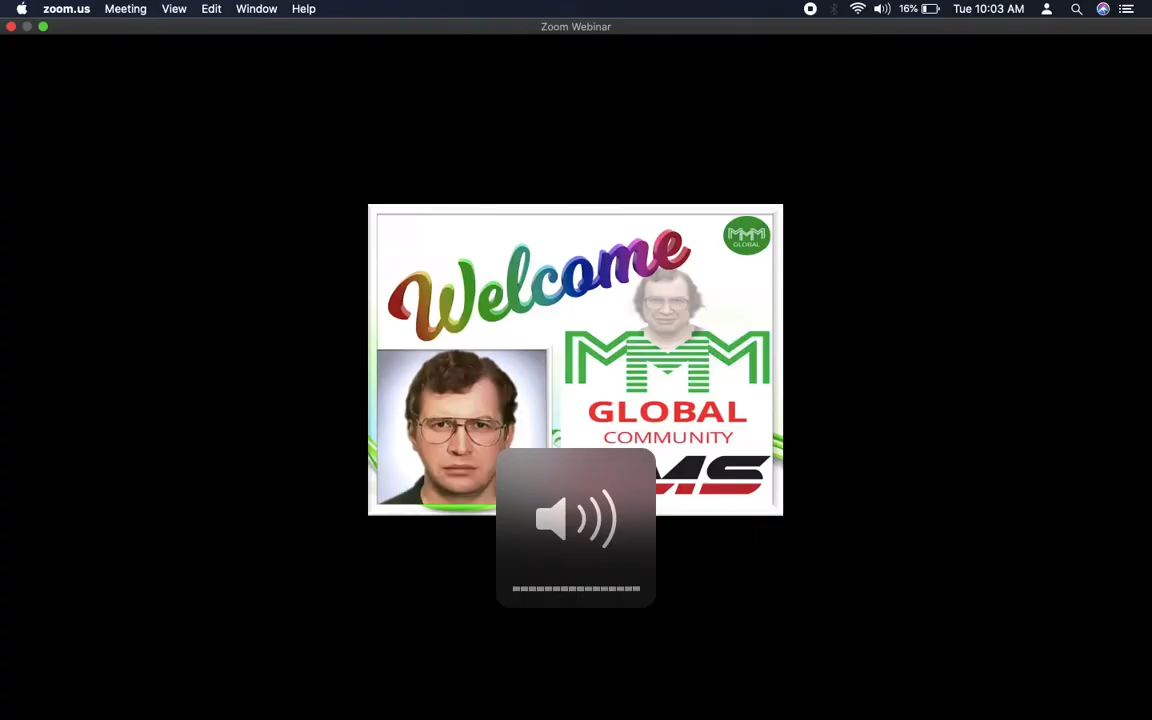 zoom.us Meeting View Edit Window Help 16% Tue 10:03 AM
Zoom Webinar
Welcome
MMM
GLOBAL
MMM
GLOBAL
COMMUNITY
MS